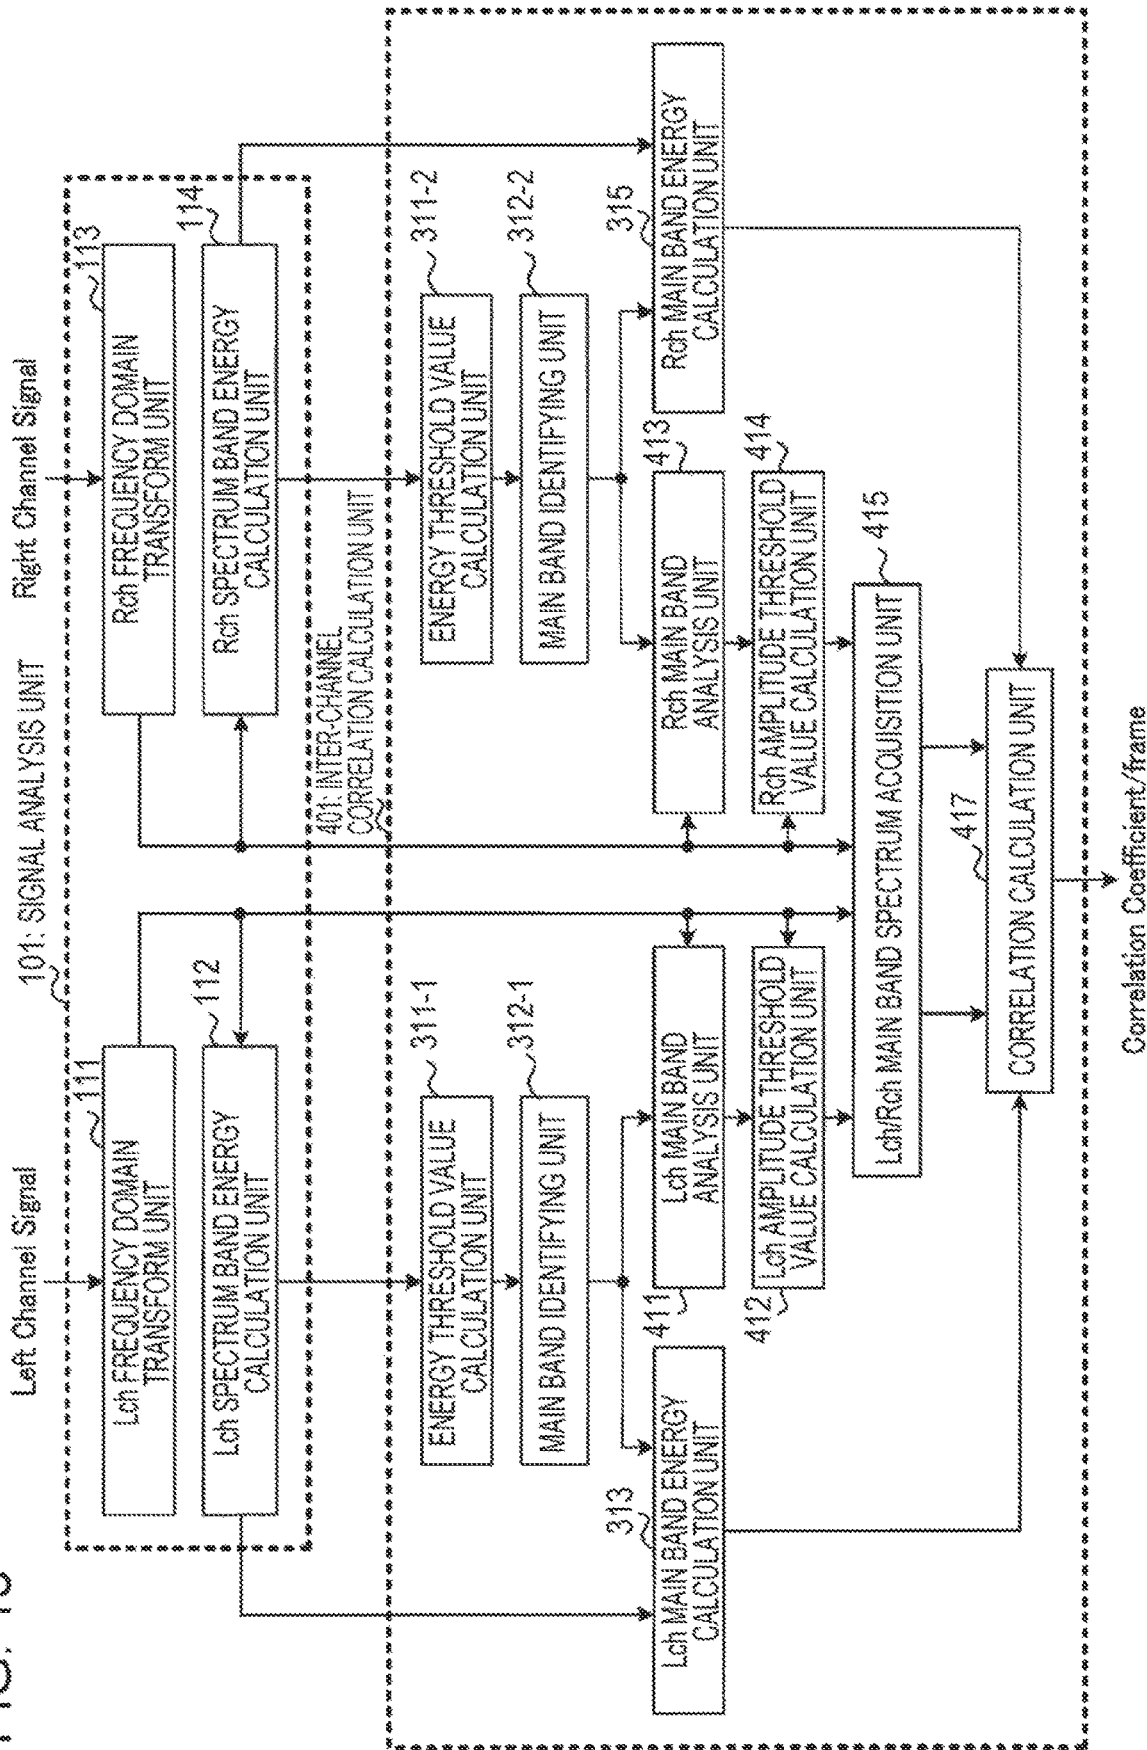 Left Channel Signal
Right Channel Signal
101: SIGNAL ANALYSIS UNIT
111
Lch FREQUENCY DOMAIN
TRANSFORM UNIT
113
Rch FREQUENCY DOMAIN
TRANSFORM UNIT
112
Lch SPECTRUM BAND ENERGY
CALCULATION UNIT
114
Rch SPECTRUM BAND ENERGY
CALCULATION UNIT
401: INTER-CHANNEL
CORRELATION CALCULATION UNIT
311-1
ENERGY THRESHOLD VALUE
CALCULATION UNIT
311-2
ENERGY THRESHOLD VALUE
CALCULATION UNIT
312-1
MAIN BAND IDENTIFYING UNIT
312-2
MAIN BAND IDENTIFYING UNIT
313
Lch MAIN BAND ENERGY
CALCULATION UNIT
411
Lch MAIN BAND
ANALYSIS UNIT
413
Rch MAIN BAND
ANALYSIS UNIT
315
Rch MAIN BAND ENERGY
CALCULATION UNIT
412
Lch AMPLITUDE THRESHOLD
VALUE CALCULATION UNIT
414
Rch AMPLITUDE THRESHOLD
VALUE CALCULATION UNIT
415
Lch/Rch MAIN BAND SPECTRUM ACQUISITION UNIT
417
CORRELATION CALCULATION UNIT
Correlation Coefficient/frame